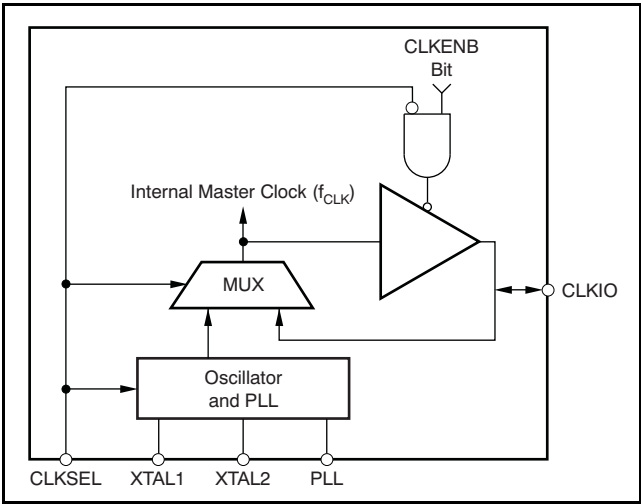 CLKENB
Bit
Internal Master Clock (fCLK)
MUX
CLKIO
Oscillator
and PLL
CLKSEL
XTAL1
XTAL2
PLL